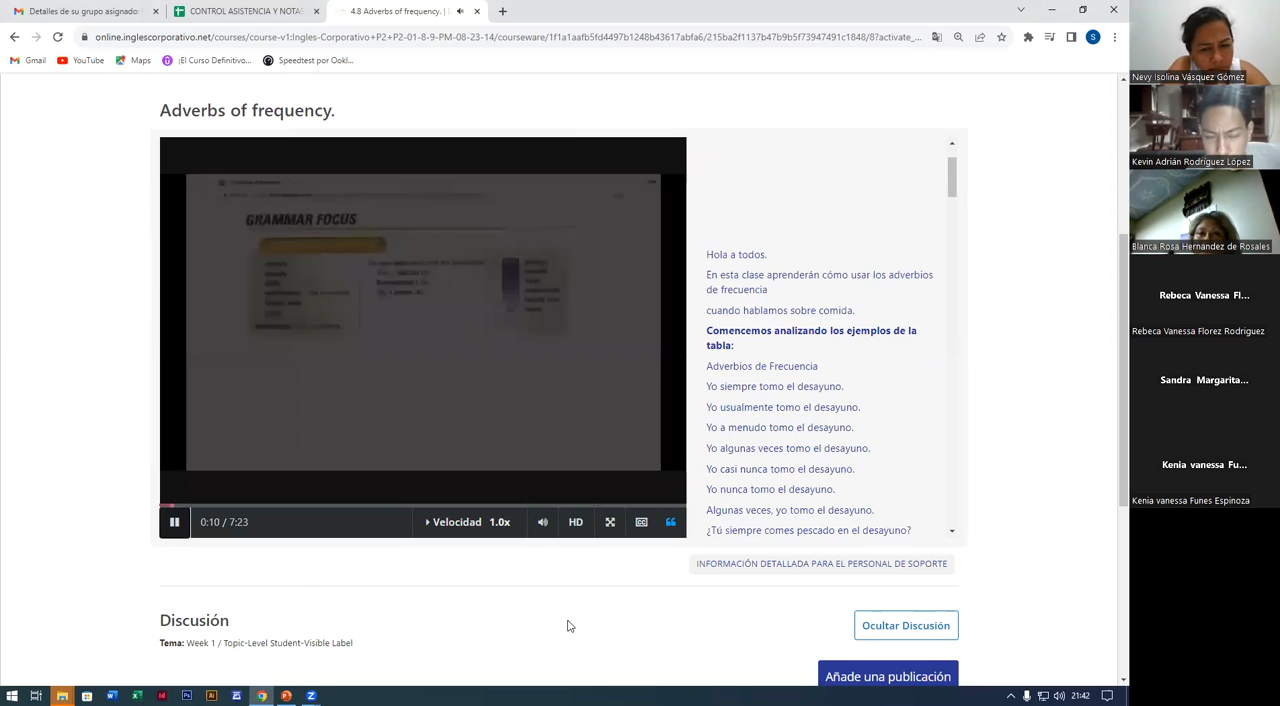 Detalles de su grupo asignado:
CONTROL ASISTENCIA Y NOTAS
4.8 Adverbs of frequency. |
online.inglescorporativo.net/courses/course-v1:Ingles-Corporativo+P2+P2-01-8-9-PM-08-23-14/courseware/1f1a1aafb5fd4497b1248b43617abfa6/215ba2f1137b47b9b5f73947491c1848/8?activate_...
Gmail
YouTube
Maps
¡El Curso Definitivo...
Speedtest por Ookl...
Adverbs of frequency.
GRAMMAR FOCUS
Hola a todos.
En esta clase aprenderán cómo usar los adverbios
de frecuencia
cuando hablamos sobre comida.
Comencemos analizando los ejemplos de la
tabla:
Adverbios de Frecuencia
Yo siempre tomo el desayuno.
Yo usualmente tomo el desayuno.
Yo a menudo tomo el desayuno.
Yo algunas veces tomo el desayuno.
Yo casi nunca tomo el desayuno.
Yo nunca tomo el desayuno.
Algunas veces, yo tomo el desayuno.
¿Tú siempre comes pescado en el desayuno?
0:10 / 7:23
Velocidad 1.0x
HD
INFORMACIÓN DETALLADA PARA EL PERSONAL DE SOPORTE
Discusión
Tema: Week 1 / Topic-Level Student-Visible Label
Ocultar Discusión
Añade una publicación
Nevy Isolina Vásquez Gómez
Kevin Adrián Rodríguez López
Blanca Rosa Hernandez de Rosales
Rebeca Vanessa Fl...
Rebeca Vanessa Florez Rodriguez
Sandra Margarita...
Kenia vanessa Fu...
Kenia vanessa Funes Espinoza
21:42